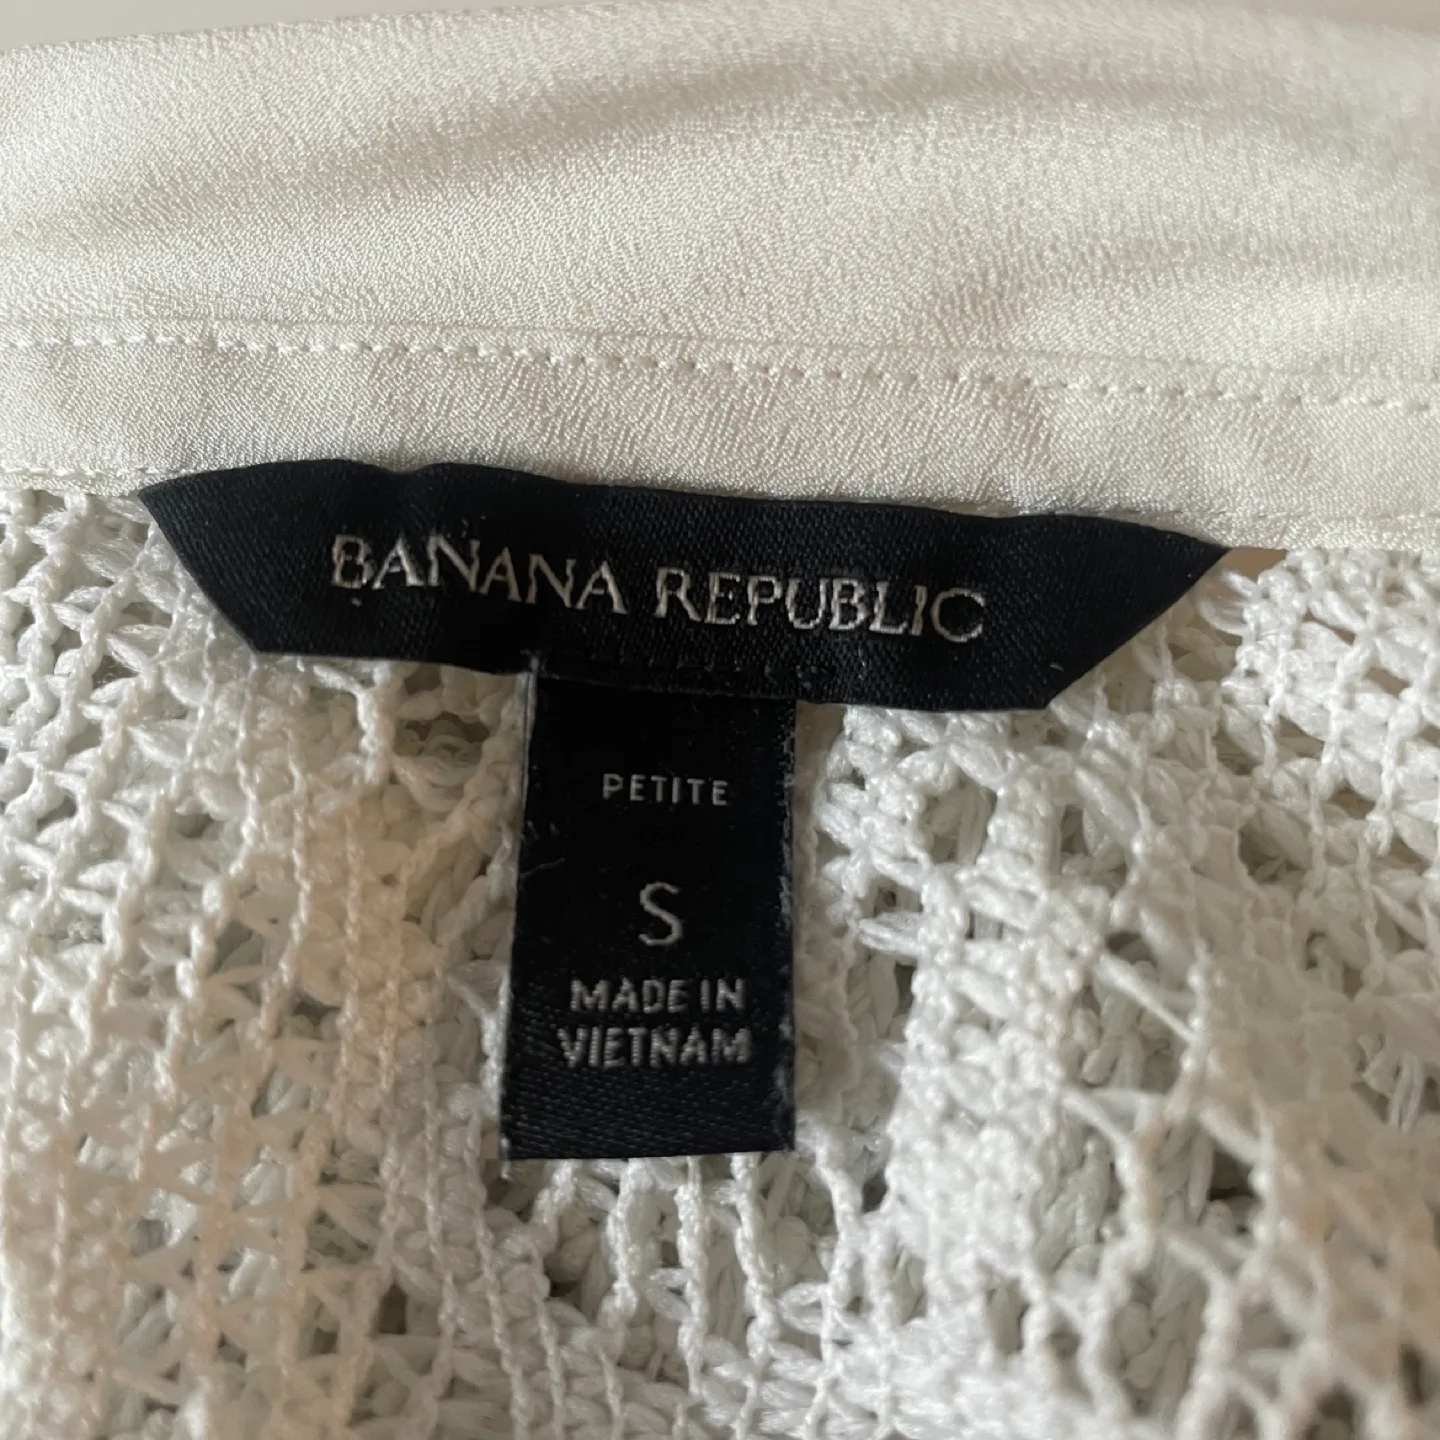 BANANA REPUBLIC
PETITE
S
MADE IN
VIETNAM